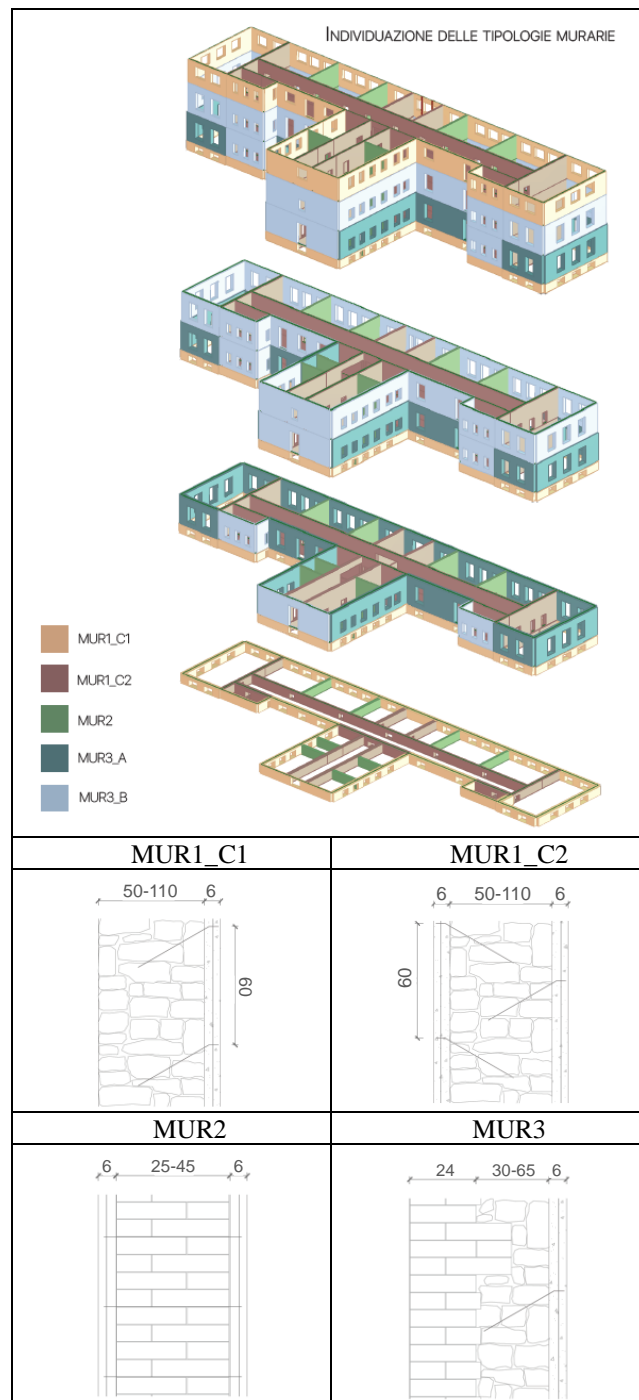 INDIVIDUAZIONE DELLE TIPOLOGIE MURARIE
MUR1_C1
MUR1_C2
MUR2
MUR3_A
MUR3_B
MUR1_C1 MUR1_C2
50-110 6
60
6 50-110 6
60
MUR2 MUR3
6 25-45 6
24 30-65 6